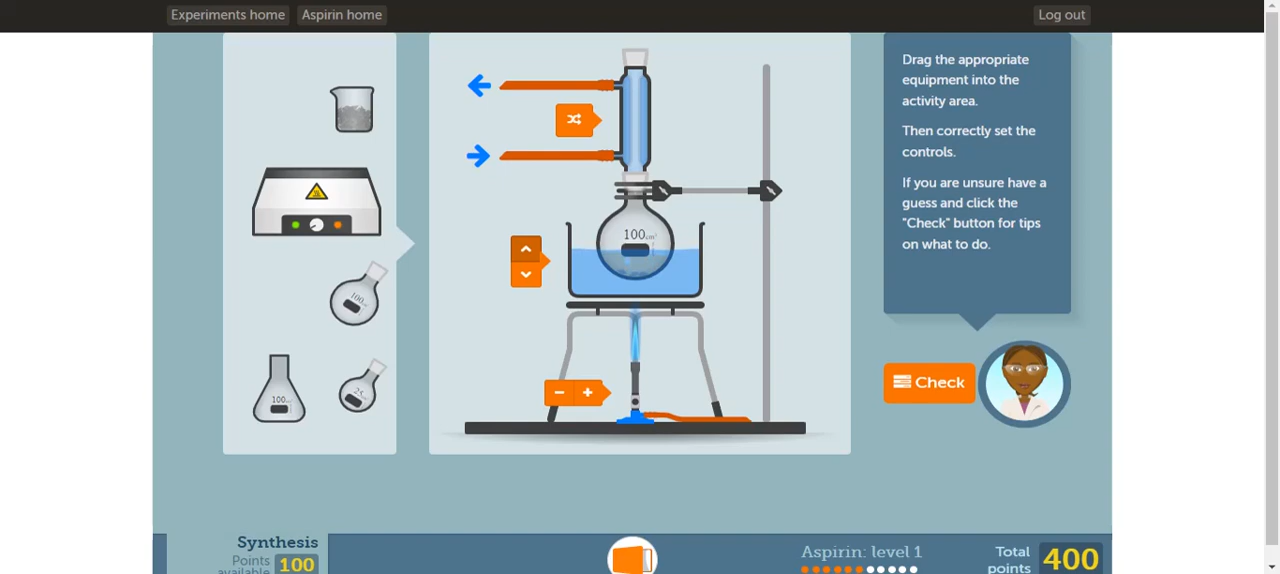 Experiments home
Aspirin home
Log out
Drag the appropriate
equipment into the
activity area.
Then correctly set the
controls.
If you are unsure have a
guess and click the
"Check" button for tips
on what to do.
100cm³
100
100
Check
Synthesis
Points
available
100
Aspirin: level 1
Total
points
400